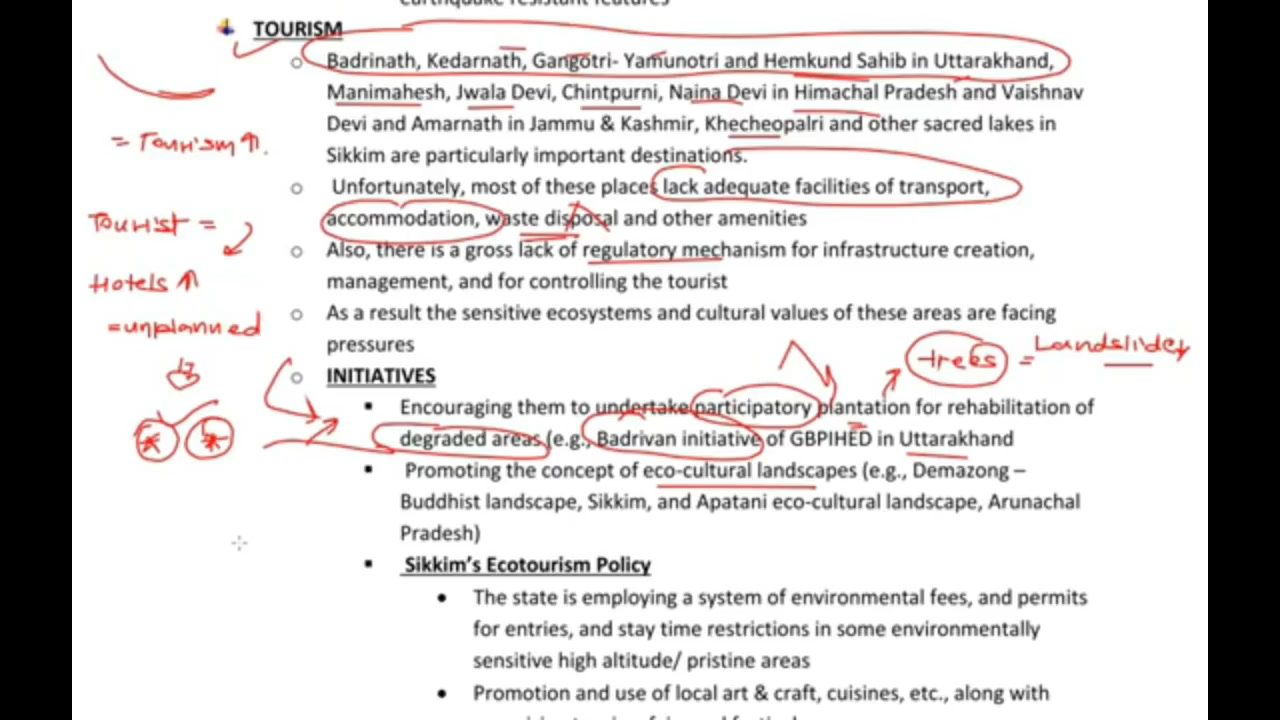 TOURISM
Badrinath, Kedarnath, Gangotri- Yamunotri and Hemkund Sahib in Uttarakhand,
Manimahesh, Jwala Devi, Chintpurni, Naina Devi in Himachal Pradesh and Vaishnav
Devi and Amarnath in Jammu & Kashmir, Khecheopalri and other sacred lakes in
= Tourism ↑.
Sikkim are particularly important destinations.
Unfortunately, most of these places lack adequate facilities of transport,
accommodation, waste disposal and other amenities
Tourist =
Also, there is a gross lack of regulatory mechanism for infrastructure creation,
management, and for controlling the tourist
Hotels ↑
As a result the sensitive ecosystems and cultural values of these areas are facing
= unplanned
pressures
trees = Landslides
INITIATIVES
Encouraging them to undertake participatory plantation for rehabilitation of
degraded areas (e.g., Badrivan initiative of GBPIHED in Uttarakhand
Promoting the concept of eco-cultural landscapes (e.g., Demazong –
Buddhist landscape, Sikkim, and Apatani eco-cultural landscape, Arunachal
Pradesh)
Sikkim's Ecotourism Policy
The state is employing a system of environmental fees, and permits
for entries, and stay time restrictions in some environmentally
sensitive high altitude/ pristine areas
Promotion and use of local art & craft, cuisines, etc., along with